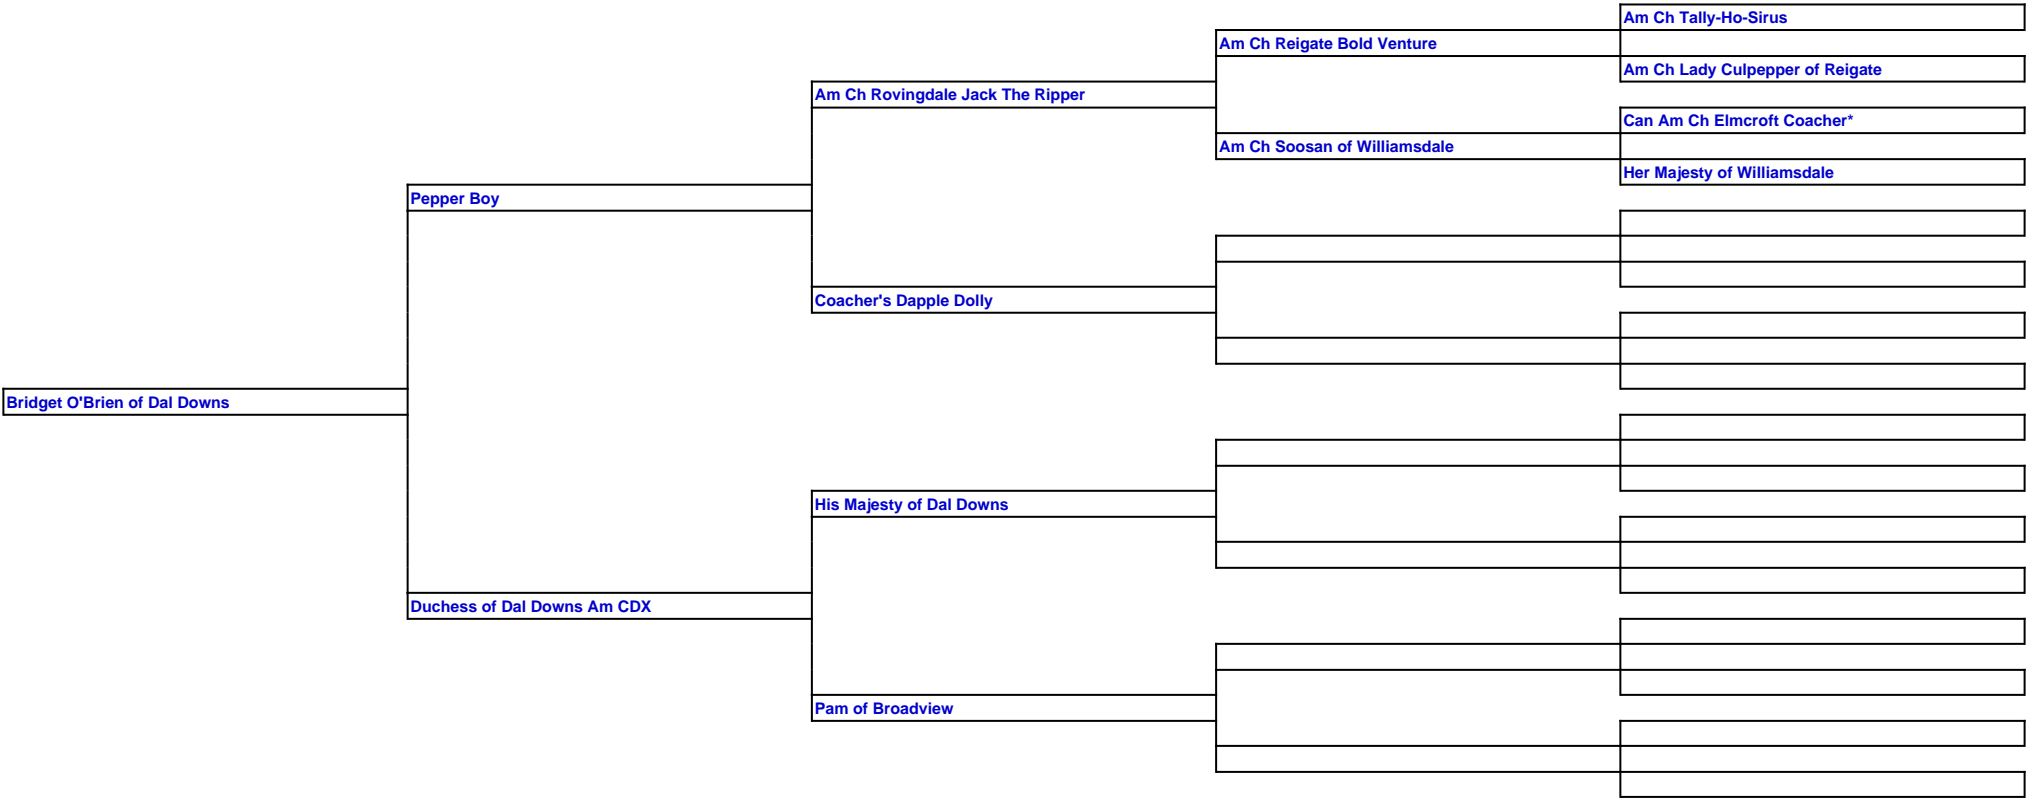 Am Ch Tally-Ho-Sirus
Am Ch Reigate Bold Venture
Am Ch Lady Culpepper of Reigate
Am Ch Rovingdale Jack The Ripper
Can Am Ch Elmcroft Coacher*
Am Ch Soosan of Williamsdale
Her Majesty of Williamsdale
Pepper Boy
Coacher's Dapple Dolly
Bridget O'Brien of Dal Downs
His Majesty of Dal Downs
Duchess of Dal Downs Am CDX
Pam of Broadview